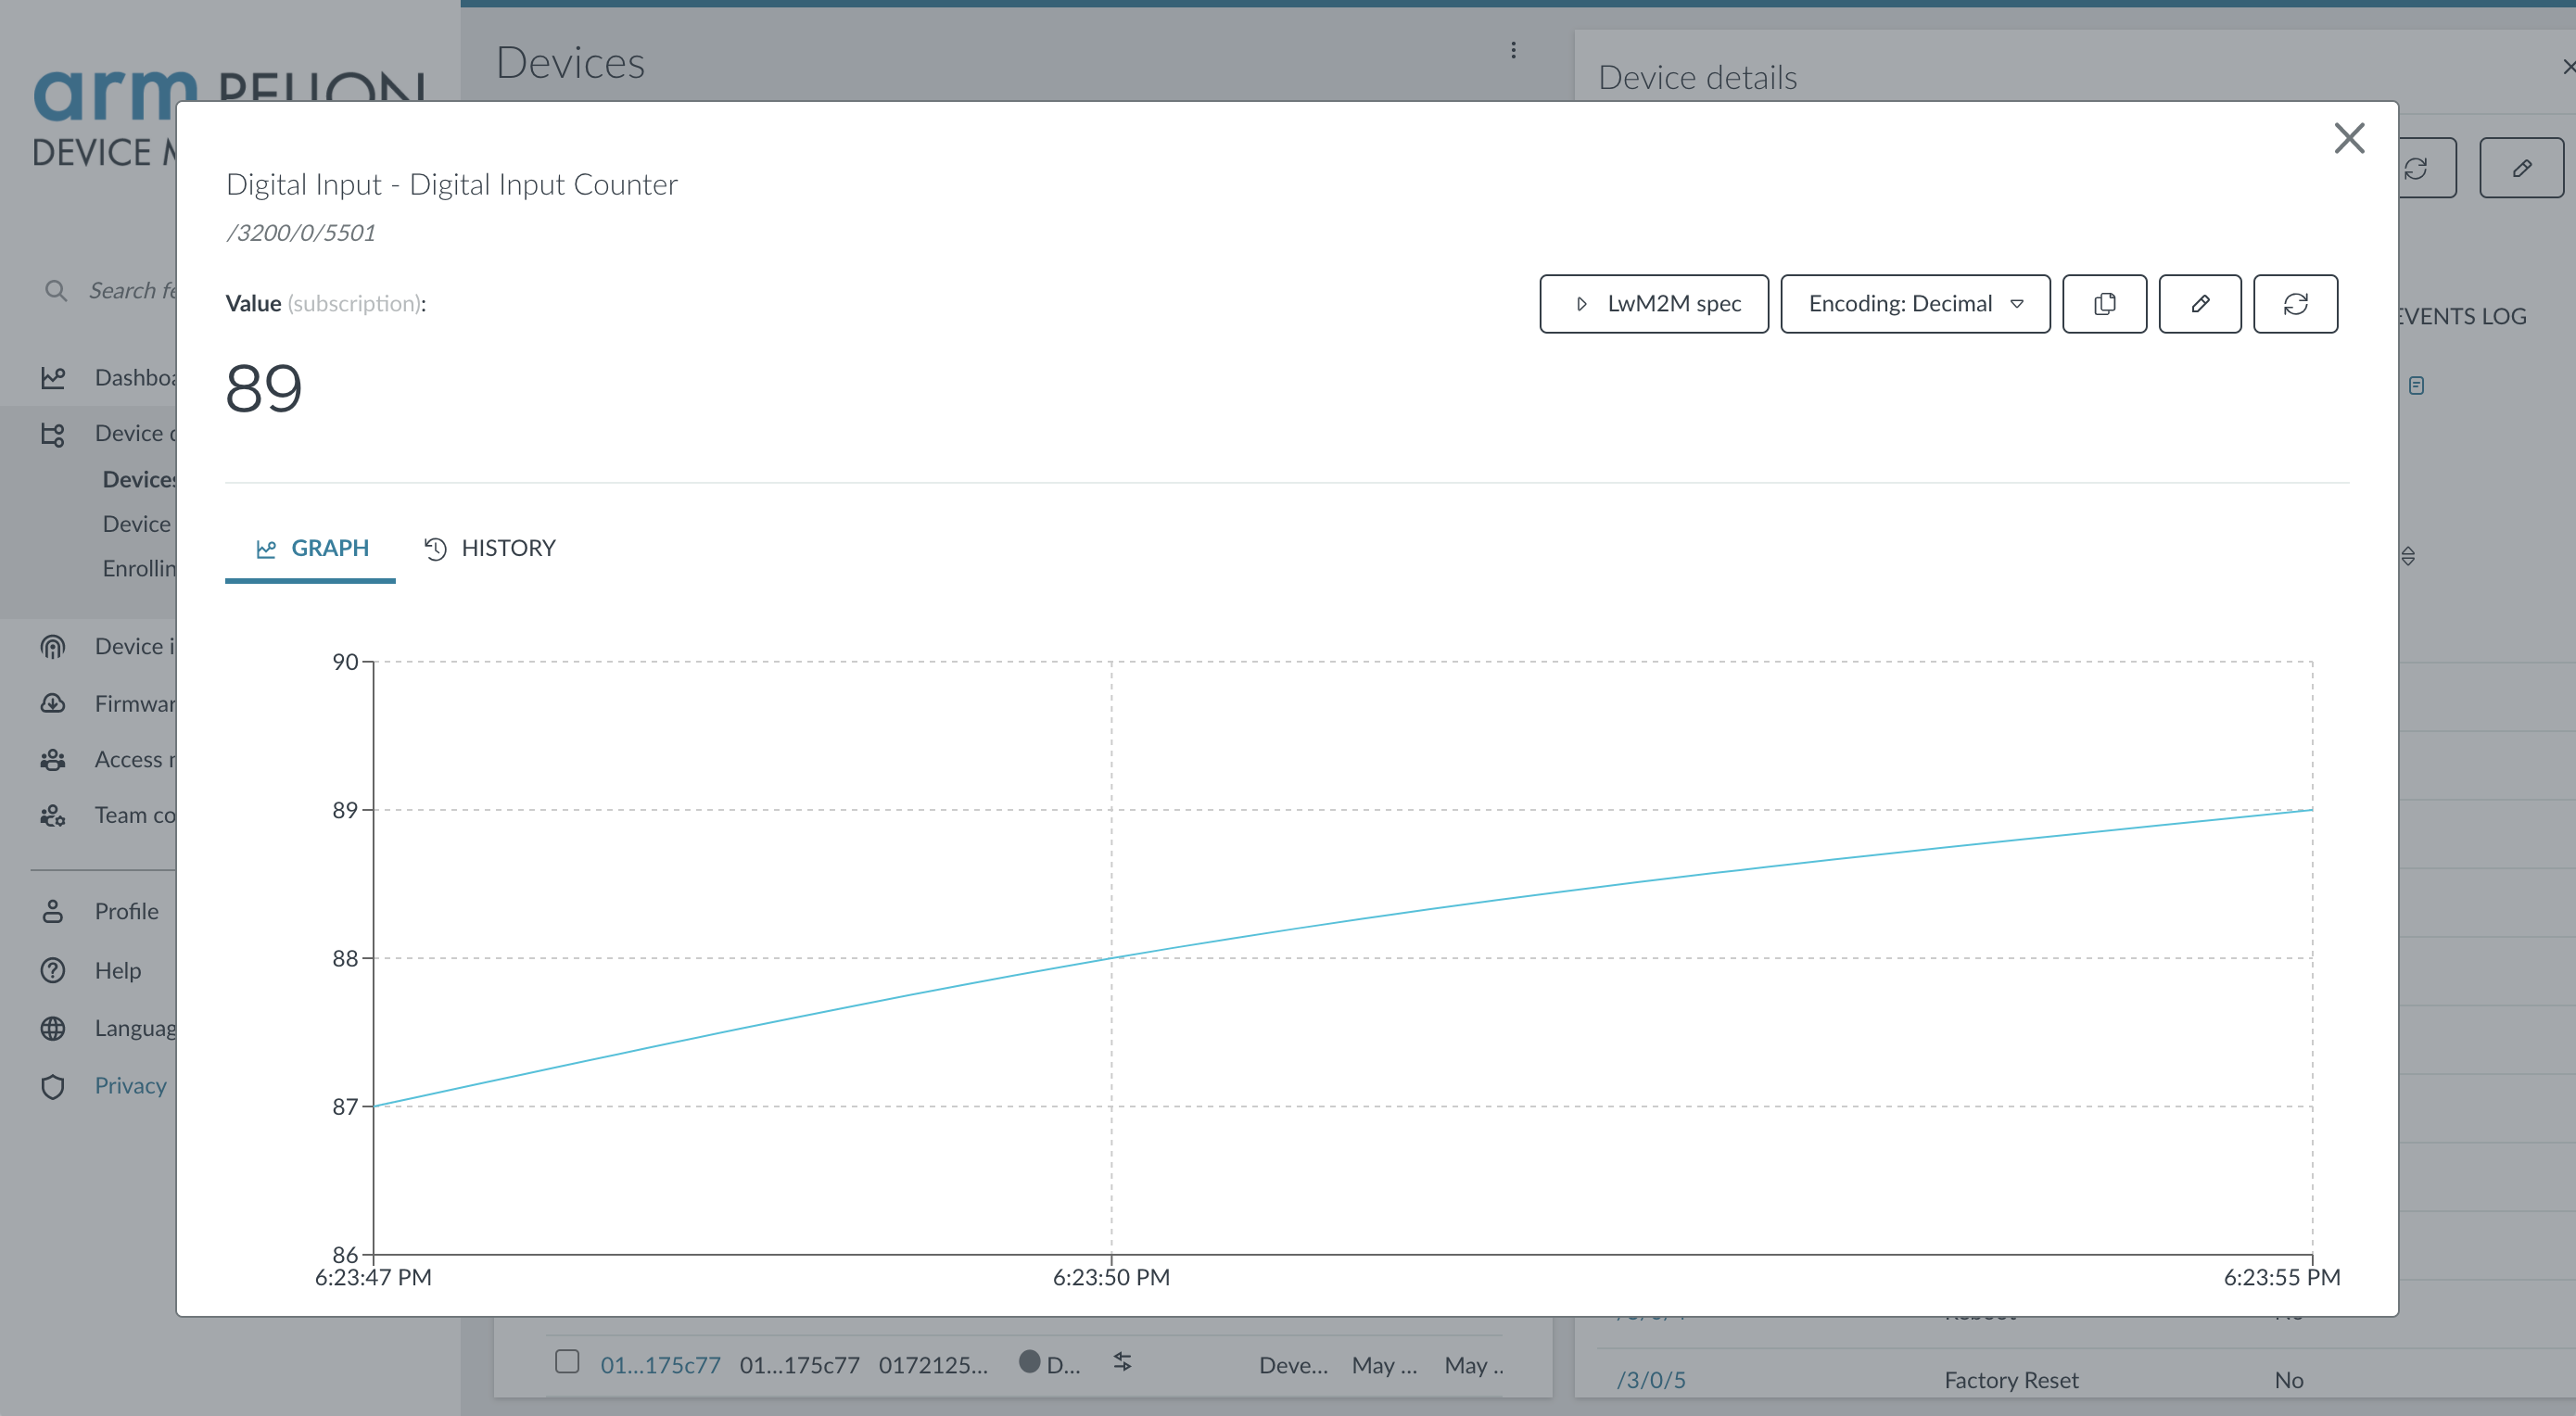 arm PELION
DEVICE M
Search fe
Dashboa
Device d
Devices
Device
Enrollin
Device i
Firmwar
Access r
Team co
Profile
Help
Languag
Privacy
Devices
Device details
EVENTS LOG
Digital Input - Digital Input Counter
/3200/0/5501
Value (subscription):
LwM2M spec
Encoding: Decimal
89
GRAPH
HISTORY
90
89
88
87
86
6:23:47 PM
6:23:50 PM
6:23:55 PM
01...175c77 01...175c77 0172125... D... Deve... May ... May ..
/3/0/5 Factory Reset No